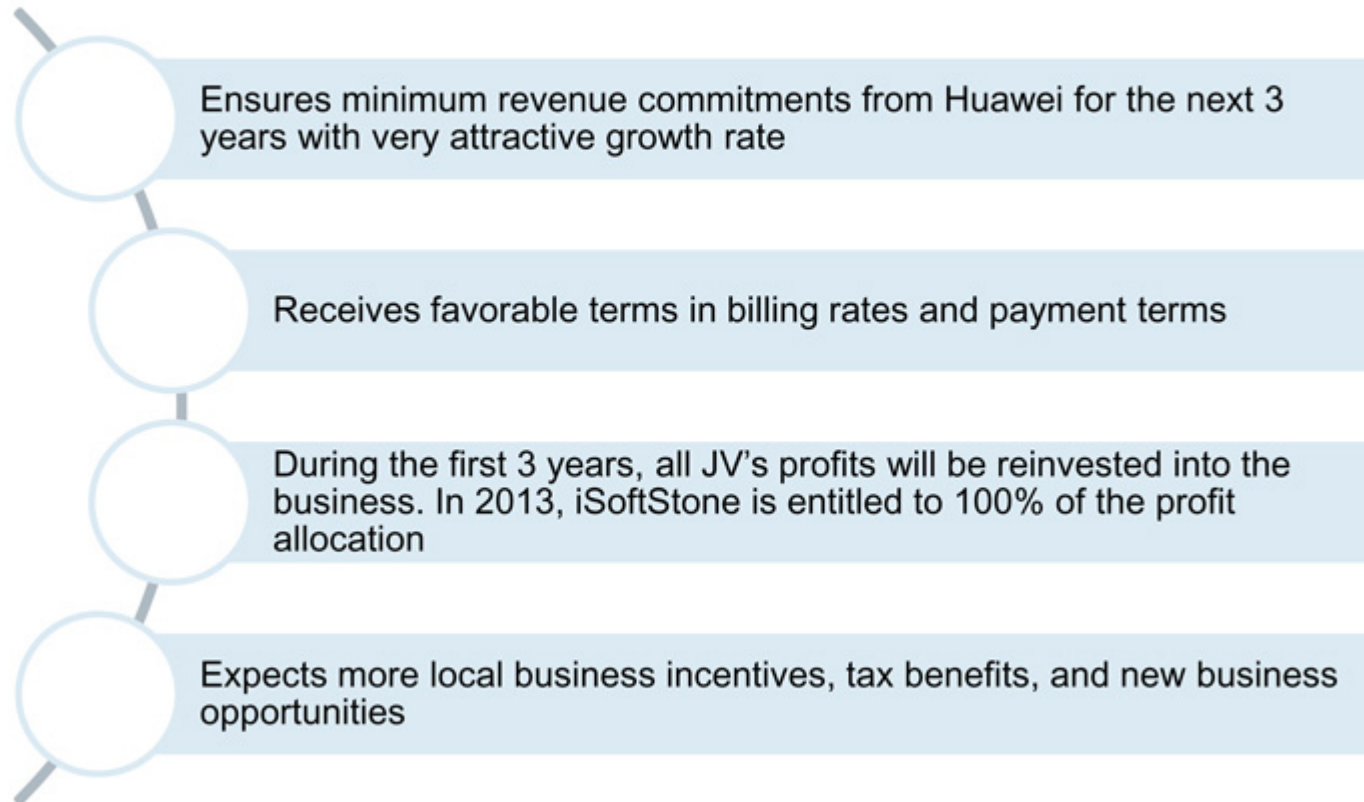 Ensures minimum revenue commitments from Huawei for the next 3
years with very attractive growth rate
Receives favorable terms in billing rates and payment terms
During the first 3 years, all JV’s profits will be reinvested into the
business. In 2013, iSoftStone is entitled to 100% of the profit
allocation
Expects more local business incentives, tax benefits, and new business
opportunities